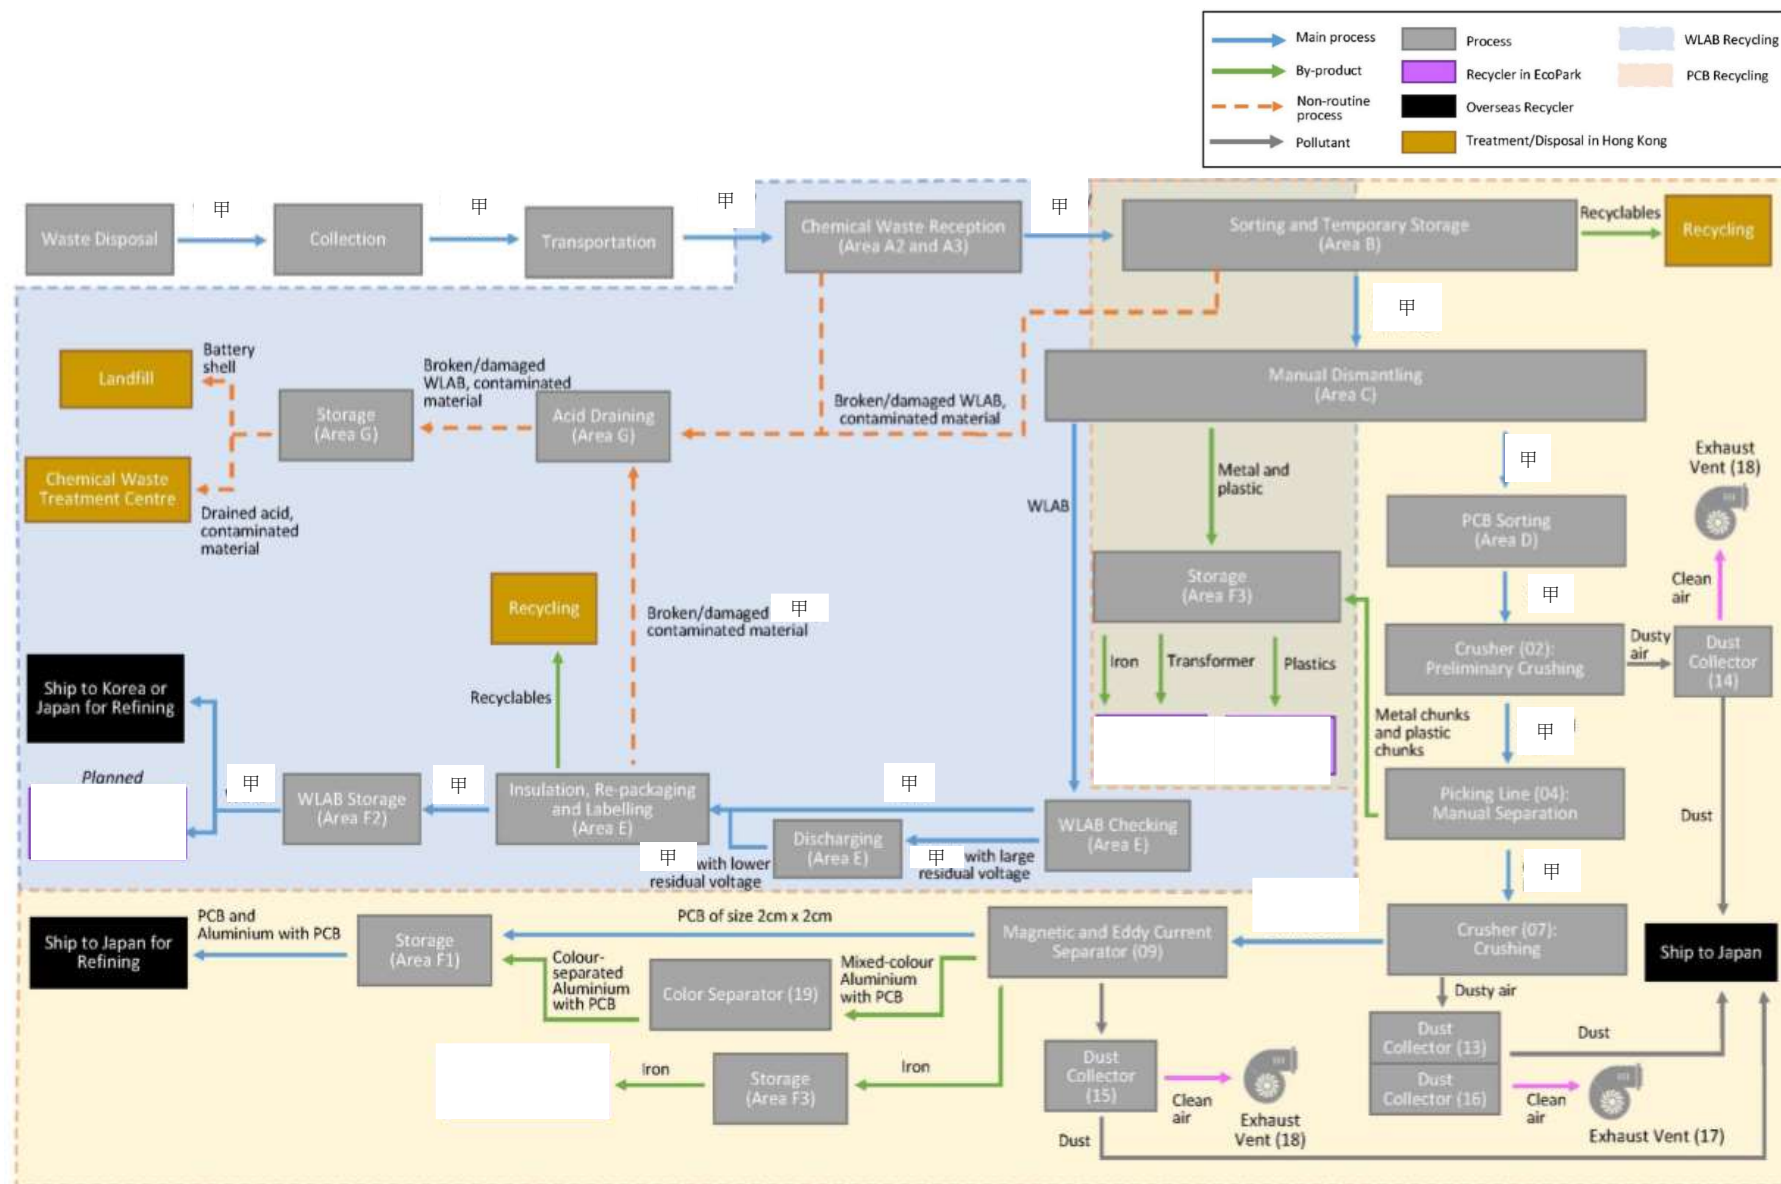 Main process
Process
WLAB Recycling
By-product
Recycler in EcoPark
PCB Recycling
Non-routine
process
Overseas Recycler
Pollutant
Treatment/Disposal in Hong Kong
Waste Disposal
甲
Collection
甲
Transportation
甲
Chemical Waste Reception
(Area A2 and A3)
甲
Sorting and Temporary Storage
(Area B)
Recyclables
Recycling
甲
Landfill
Battery
shell
Storage
(Area G)
Broken/damaged
WLAB, contaminated
material
Acid Draining
(Area G)
Broken/damaged WLAB,
contaminated material
Manual Dismantling
(Area C)
Chemical Waste
Treatment Centre
Drained acid,
contaminated
material
WLAB
Metal and
plastic
甲
Exhaust
Vent (18)
PCB Sorting
(Area D)
Clean
air
甲
Recycling
Broken/damaged 甲
contaminated material
Storage
(Area F3)
Crusher (02):
Preliminary Crushing
Dusty
air
Dust
Collector
(14)
Iron
Transformer
Plastics
Ship to Korea or
Japan for Refining
Recyclables
Metal chunks
and plastic
chunks
甲
Planned
甲
WLAB Storage
(Area F2)
甲
Insulation, Re-packaging
and Labelling
(Area E)
甲
Discharging
(Area E)
WLAB Checking
(Area E)
Picking Line (04):
Manual Separation
Dust
甲 with lower
residual voltage
甲 with large
residual voltage
甲
Ship to Japan for
Refining
PCB and
Aluminium with PCB
Storage
(Area F1)
PCB of size 2cm x 2cm
Magnetic and Eddy Current
Separator (09)
Crusher (07):
Crushing
Ship to Japan
Colour-
separated
Aluminium
with PCB
Color Separator (19)
Mixed-colour
Aluminium
with PCB
Dusty air
Dust
Collector (13)
Dust
Dust
Collector (16)
Clean
air
Exhaust Vent (17)
Iron
Storage
(Area F3)
Iron
Dust
Collector
(15)
Clean
air
Exhaust
Vent (18)
Dust